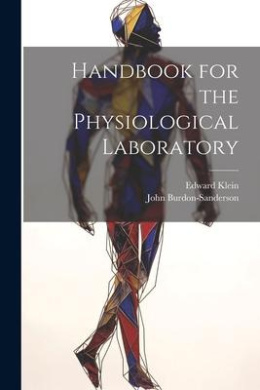 Handbook for
the
Physiological
Laboratory
Edward Klein
John Burdon-Sanderson